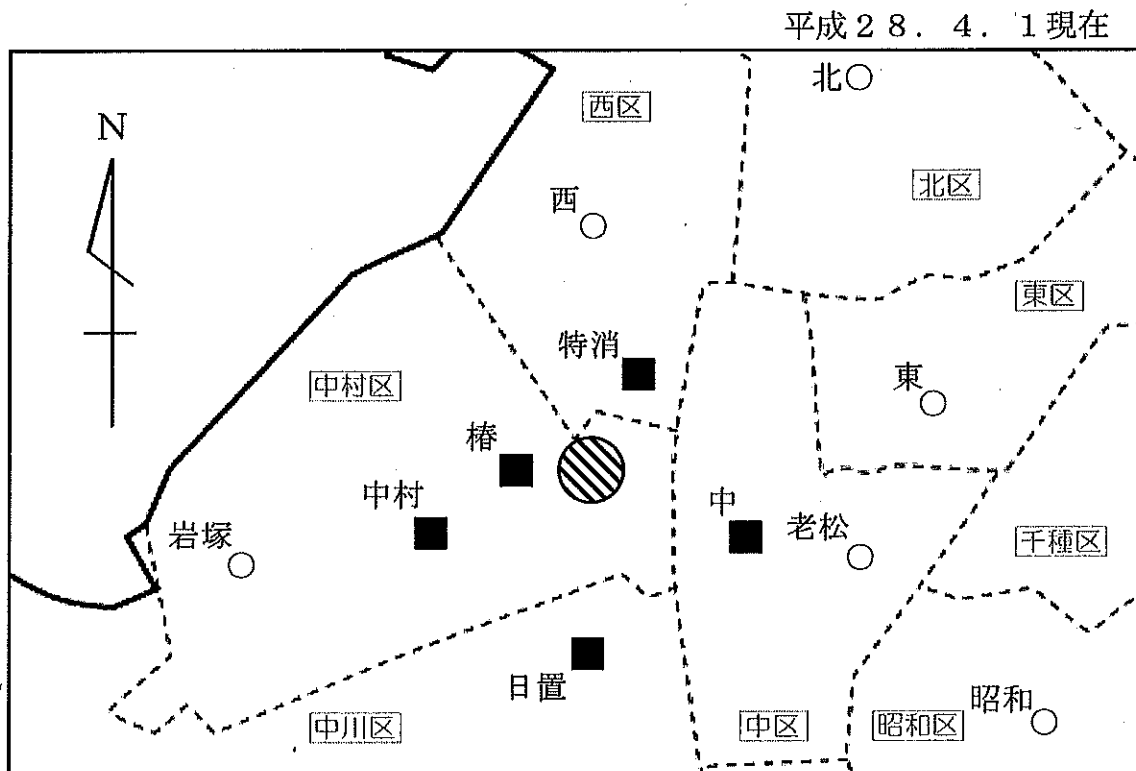 平成２８．４．１現在
北
西区
N
北区
西
東区
特消
中村区
東
椿
中村
中
岩塚
老松
千種区
日置
中川区
中区
昭和区
昭和